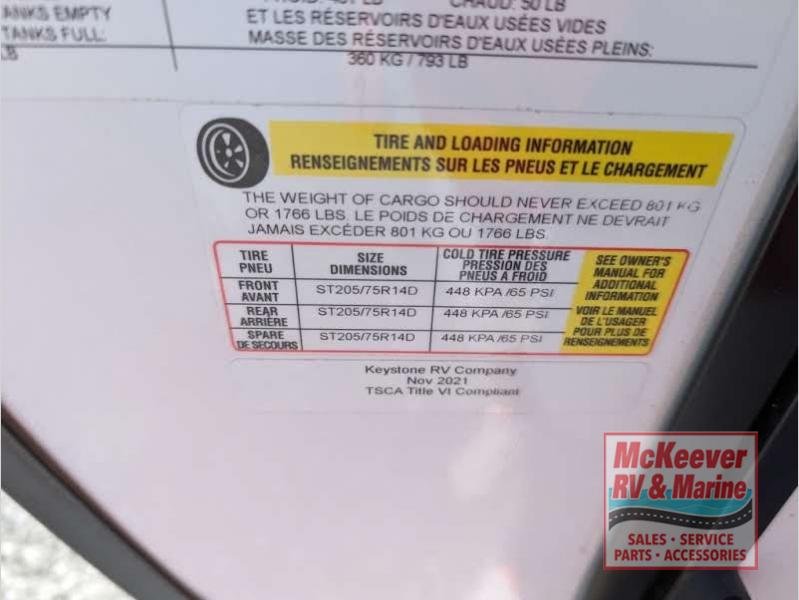 TANKS EMPTY
TANKS FULL:
LB
CHAUD: 50 LB
ET LES RÉSERVOIRS D'EAUX USÉES VIDES
MASSE DES RÉSERVOIRS D'EAUX USÉES PLEINS:
360 KG / 793 LB
TIRE AND LOADING INFORMATION
RENSEIGNEMENTS SUR LES PNEUS ET LE CHARGEMENT
THE WEIGHT OF CARGO SHOULD NEVER EXCEED 801 KG
OR 1766 LBS. LE POIDS DE CHARGEMENT NE DEVRAIT
JAMAIS EXCÉDER 801 KG OU 1766 LBS.
TIRE
PNEU
SIZE
DIMENSIONS
COLD TIRE PRESSURE
PRESSION DES
PNEUS A FROID
FRONT
AVANT
ST205/75R14D
448 KPA /65 PSI
REAR
ARRIÈRE
ST205/75R14D
448 KPA /65 PSI
SPARE
DE SECOURS
ST205/75R14D
448 KPA /65 PSI
SEE OWNER'S
MANUAL FOR
ADDITIONAL
INFORMATION
VOIR LE MANUEL
DE L'USAGER
POUR PLUS DE
RENSEIGNEMENTS
Keystone RV Company
Nov 2021
TSCA Title VI Compliant
McKeever
RV & Marine
SALES • SERVICE
PARTS • ACCESSORIES